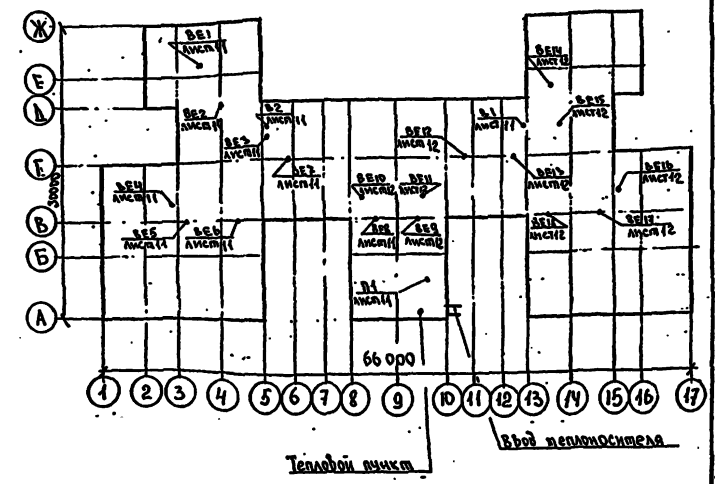 Ж
ВЕ1
лист 11
ВЕ14
лист 12
Е
Д
ВЕ2
лист 11
В2
лист 11
В1
лист 11
ВЕ15
лист 12
ВЕ3
лист 11
ВЕ12
лист 12
Г
ВЕ7
лист 11
ВЕ13
лист 12
ВЕ16
лист 12
30000
ВЕ4
лист 11
ВЕ10
лист 12
ВЕ11
лист 12
В
ВЕ5
лист 11
ВЕ6
лист 11
ВЕ8
лист 11
ВЕ9
лист 12
лист 12
ВЕ17
лист 12
Б
П1
лист 11
А
66 000
1 2 3 4 5 6 7 8 9 10 11 12 13 14 15 16 17
Ввод теплоносителя
Тепловой пункт